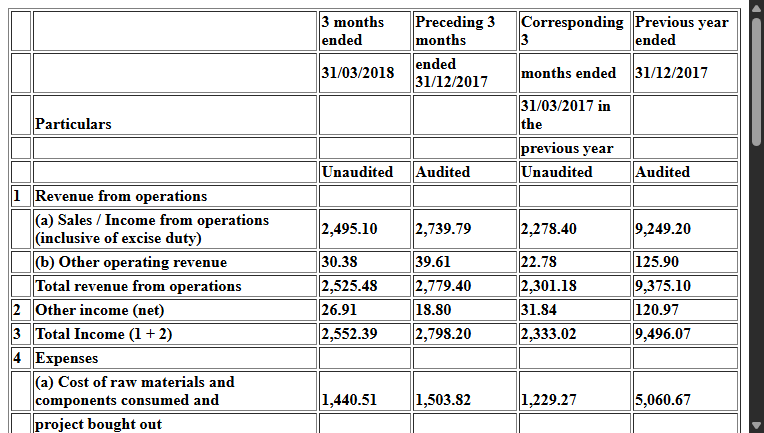 3 months ended Preceding 3 months Corresponding 3 Previous year ended
31/03/2018 ended 31/12/2017 months ended 31/12/2017
Particulars 31/03/2017 in the
previous year
Unaudited Audited Unaudited Audited
1 Revenue from operations
(a) Sales / Income from operations (inclusive of excise duty) 2,495.10 2,739.79 2,278.40 9,249.20
(b) Other operating revenue 30.38 39.61 22.78 125.90
Total revenue from operations 2,525.48 2,779.40 2,301.18 9,375.10
2 Other income (net) 26.91 18.80 31.84 120.97
3 Total Income (1 + 2) 2,552.39 2,798.20 2,333.02 9,496.07
4 Expenses
(a) Cost of raw materials and components consumed and 1,440.51 1,503.82 1,229.27 5,060.67
project bought out